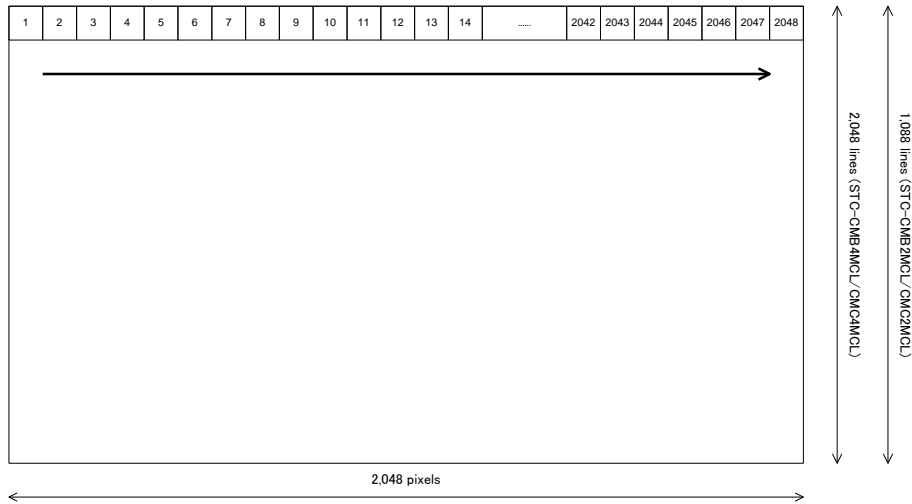 1 2 3 4 5 6 7 8 9 10 11 12 13 14 ...... 2042 2043 2044 2045 2046 2047 2048
2,048 lines (STC-CMB4MCL/CMC4MCL)
1,088 lines (STC-CMB2MCL/CMC2MCL)
2,048 pixels